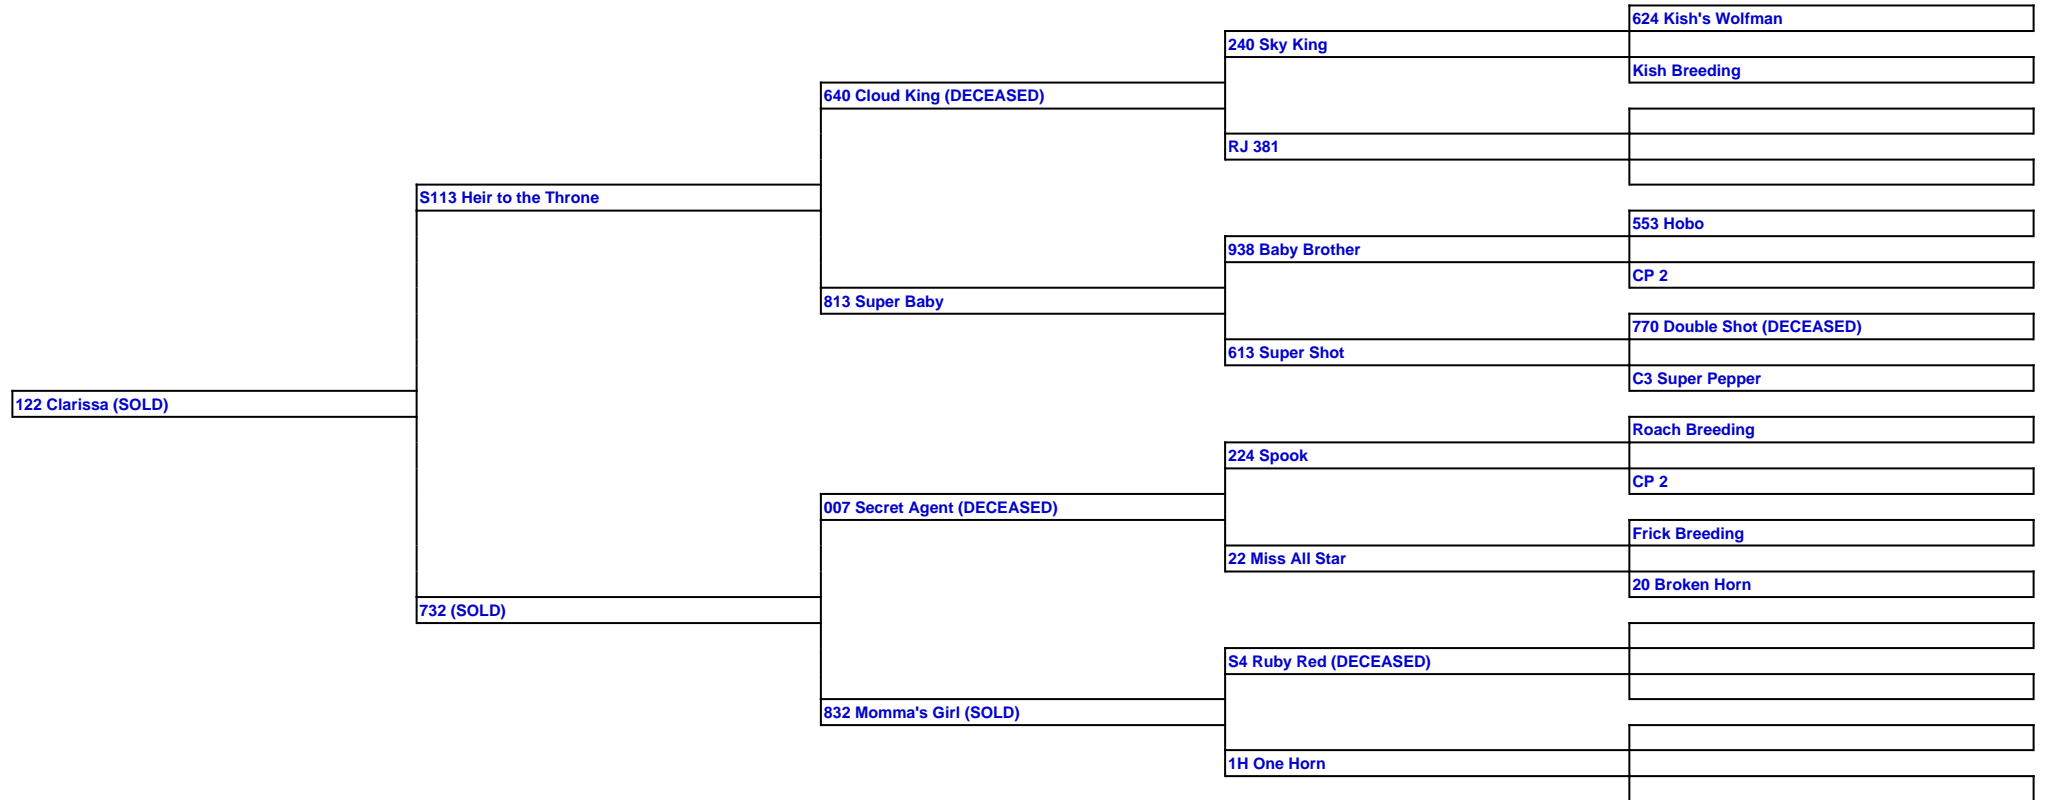 624 Kish's Wolfman
240 Sky King
Kish Breeding
640 Cloud King (DECEASED)
RJ 381
S113 Heir to the Throne
553 Hobo
938 Baby Brother
CP 2
813 Super Baby
770 Double Shot (DECEASED)
613 Super Shot
C3 Super Pepper
122 Clarissa (SOLD)
Roach Breeding
224 Spook
CP 2
007 Secret Agent (DECEASED)
Frick Breeding
22 Miss All Star
20 Broken Horn
732 (SOLD)
S4 Ruby Red (DECEASED)
832 Momma's Girl (SOLD)
1H One Horn